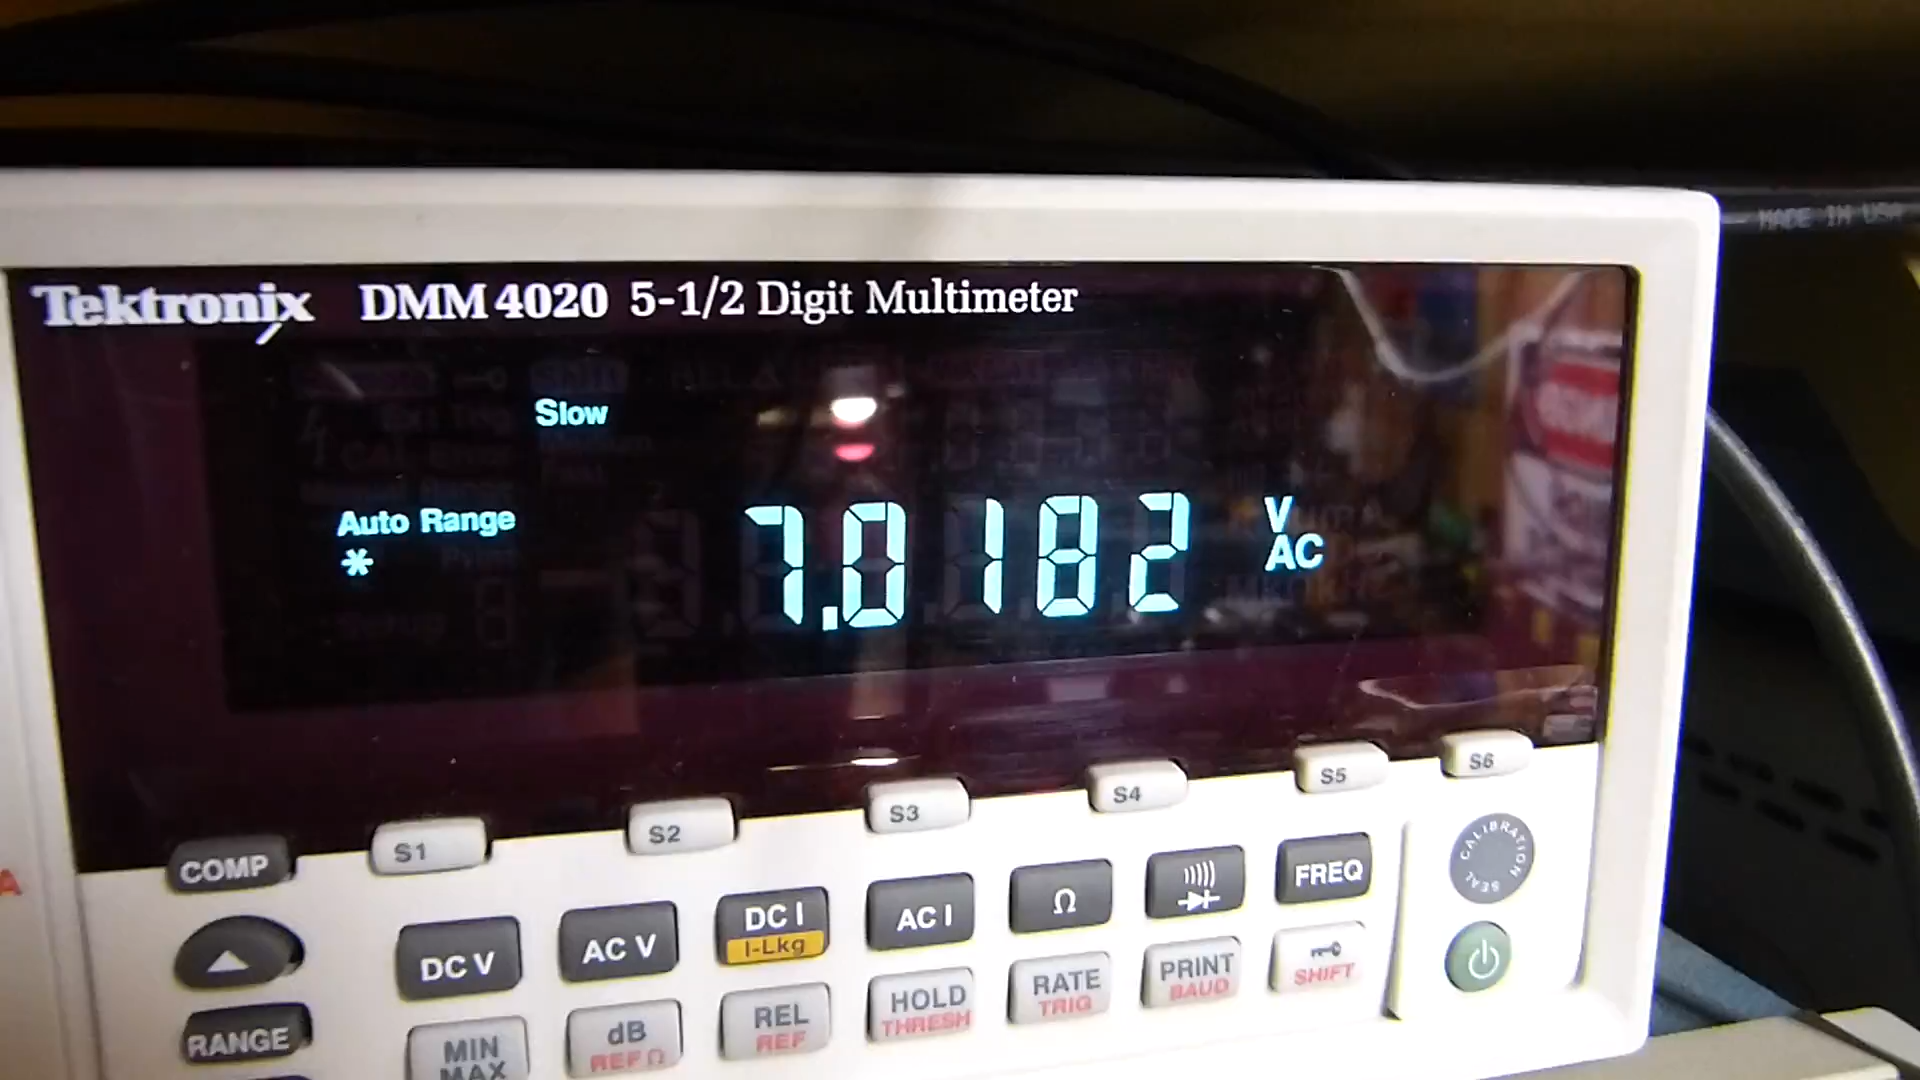 MADE IN USA
Tektronix DMM 4020 5-1/2 Digit Multimeter
Slow
Auto Range
*
7.0182 V AC
S1 S2 S3 S4 S5 S6
COMP
DC V AC V DC I I-Lkg AC I Ω FREQ
CALIBRATION SEAL
RANGE
MIN MAX
dB REF Ω
REL REF
HOLD THRESH
RATE TRIG
PRINT BAUD
SHIFT